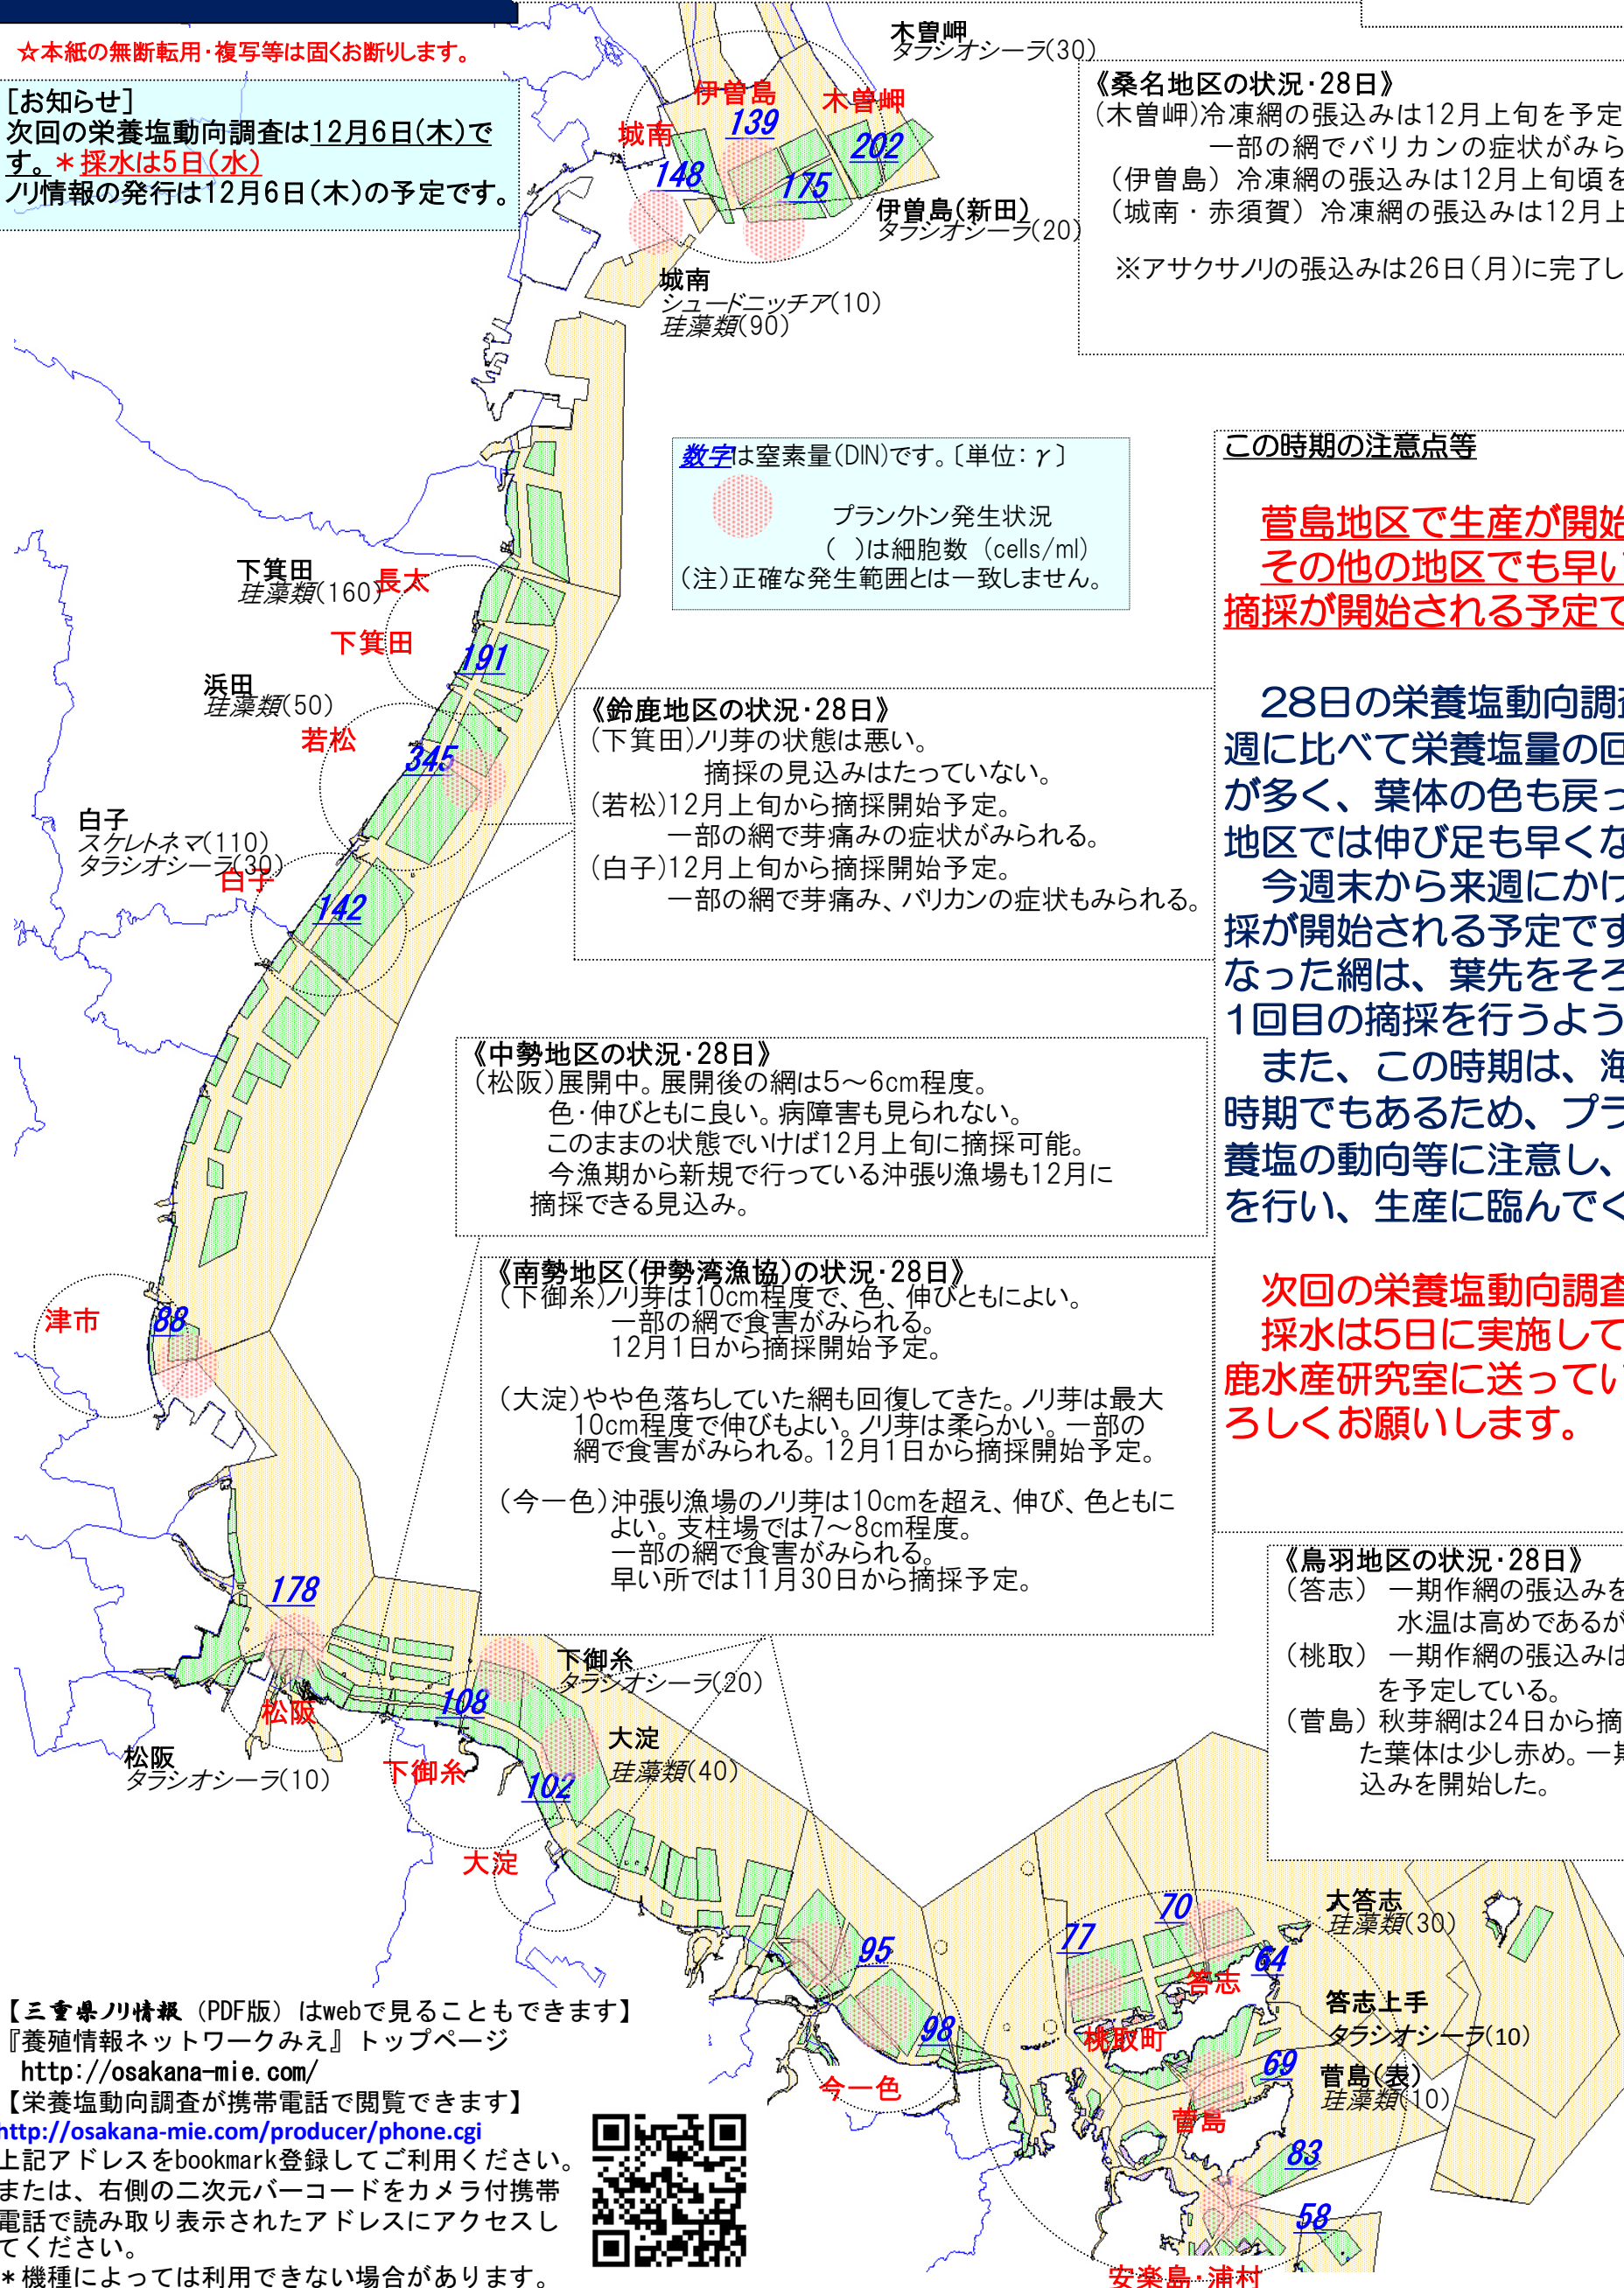 ☆本紙の無断転用・複写等は固くお断りします。
[お知らせ]
次回の栄養塩動向調査は12月6日(木)で
す。＊採水は5日(水)
ノリ情報の発行は12月6日(木)の予定です。
木曽岬
タラシオシーラ(30)
伊曽島
木曽岬
城南
139
202
148
175
伊曽島(新田)
タラシオシーラ(20)
城南
シュードニッチア(10)
珪藻類(90)
《桑名地区の状況・28日》
(木曽岬)冷凍網の張込みは12月上旬を予定
一部の網でバリカンの症状がみら
(伊曽島) 冷凍網の張込みは12月上旬頃を
(城南・赤須賀) 冷凍網の張込みは12月上
※アサクサノリの張込みは26日(月)に完了し
数字は窒素量(DIN)です。〔単位：γ〕
プランクトン発生状況
( )は細胞数 (cells/ml)
(注)正確な発生範囲とは一致しません。
下箕田
珪藻類(160)
長太
下箕田
191
浜田
珪藻類(50)
若松
345
白子
スケレトネマ(110)
タラシオシーラ(30)
白子
142
《鈴鹿地区の状況・28日》
(下箕田)ノリ芽の状態は悪い。
摘採の見込みはたっていない。
(若松)12月上旬から摘採開始予定。
一部の網で芽痛みの症状がみられる。
(白子)12月上旬から摘採開始予定。
一部の網で芽痛み、バリカンの症状もみられる。
この時期の注意点等
菅島地区で生産が開始
その他の地区でも早い
摘採が開始される予定で
28日の栄養塩動向調査
週に比べて栄養塩量の回
が多く、葉体の色も戻っ
地区では伸び足も早くな
今週末から来週にかけ
採が開始される予定です
なった網は、葉先をそろ
1回目の摘採を行うよう
また、この時期は、海
時期でもあるため、プラ
養塩の動向等に注意し、
を行い、生産に臨んでく
次回の栄養塩動向調査
採水は5日に実施して
鹿水産研究室に送ってい
ろしくお願いします。
《中勢地区の状況・28日》
(松阪)展開中。展開後の網は5～6cm程度。
色・伸びともに良い。病障害も見られない。
このままの状態でいけば12月上旬に摘採可能。
今漁期から新規で行っている沖張り漁場も12月に
摘採できる見込み。
《南勢地区(伊勢湾漁協)の状況・28日》
(下御糸)ノリ芽は10cm程度で、色、伸びともによい。
一部の網で食害がみられる。
12月1日から摘採開始予定。
(大淀)やや色落ちしていた網も回復してきた。ノリ芽は最大
10cm程度で伸びもよい。ノリ芽は柔らかい。一部の
網で食害がみられる。12月1日から摘採開始予定。
(今一色)沖張り漁場のノリ芽は10cmを超え、伸び、色ともに
よい。支柱場では7～8cm程度。
一部の網で食害がみられる。
早い所では11月30日から摘採予定。
津市
88
178
松阪
松阪
タラシオシーラ(10)
下御糸
タラシオシーラ(20)
108
下御糸
大淀
珪藻類(40)
102
大淀
《鳥羽地区の状況・28日》
(答志) 一期作網の張込みを
水温は高めであるが
(桃取) 一期作網の張込みは
を予定している。
(菅島) 秋芽網は24日から摘
た葉体は少し赤め。一期
込みを開始した。
95
98
今一色
77
70
64
答志
桃取町
大答志
珪藻類(30)
答志上手
タラシオシーラ(10)
69
菅島(表)
珪藻類(10)
菅島
83
58
安楽島・浦村
【三重県ノリ情報 (PDF版) はwebで見ることもできます】
『養殖情報ネットワークみえ』トップページ
http://osakana-mie.com/
【栄養塩動向調査が携帯電話で閲覧できます】
http://osakana-mie.com/producer/phone.cgi
上記アドレスをbookmark登録してご利用ください。
または、右側の二次元バーコードをカメラ付携帯
電話で読み取り表示されたアドレスにアクセスし
てください。
＊機種によっては利用できない場合があります。